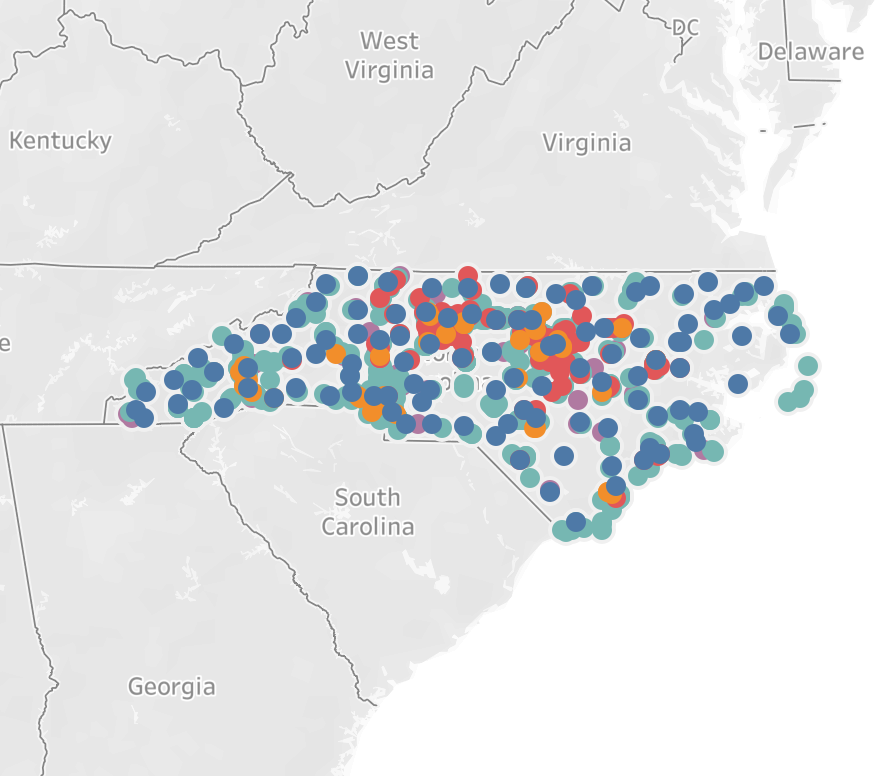 DC
West
Virginia
Delaware
Kentucky
Virginia
e
South
Carolina
Georgia